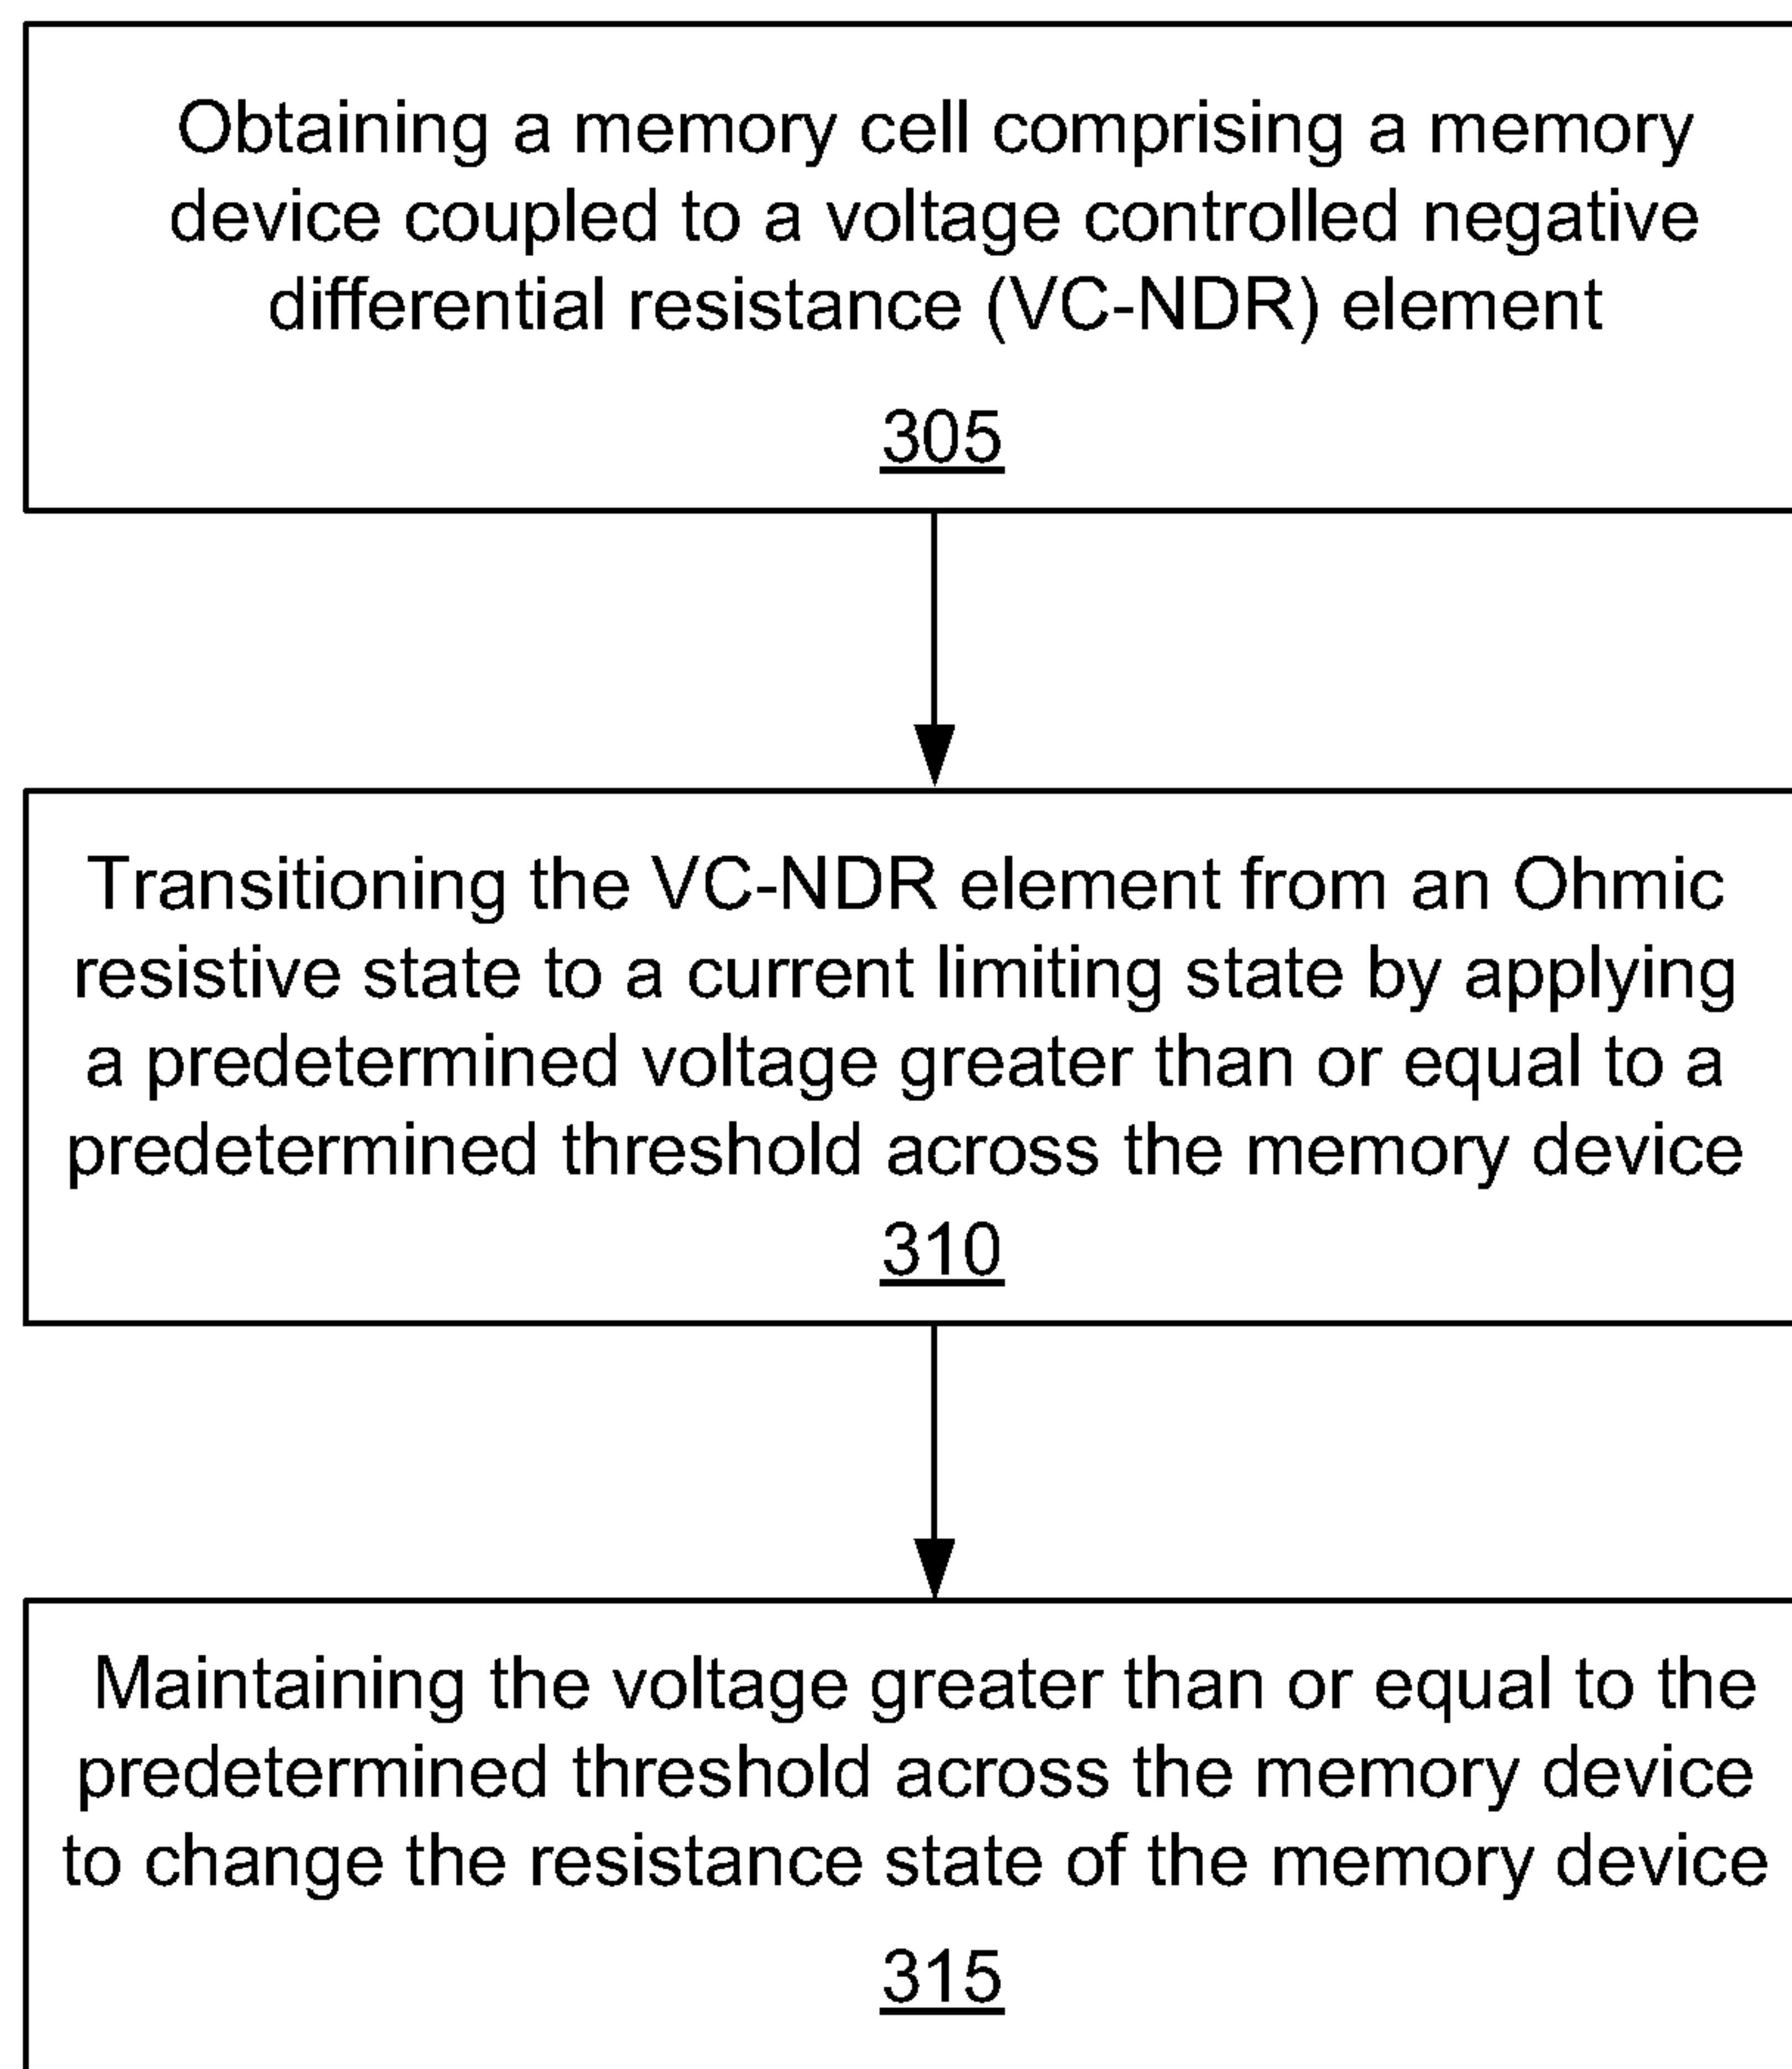 Obtaining a memory cell comprising a memory
device coupled to a voltage controlled negative
differential resistance (VC-NDR) element
305
Transitioning the VC-NDR element from an Ohmic
resistive state to a current limiting state by applying
a predetermined voltage greater than or equal to a
predetermined threshold across the memory device
310
Maintaining the voltage greater than or equal to the
predetermined threshold across the memory device
to change the resistance state of the memory device
315